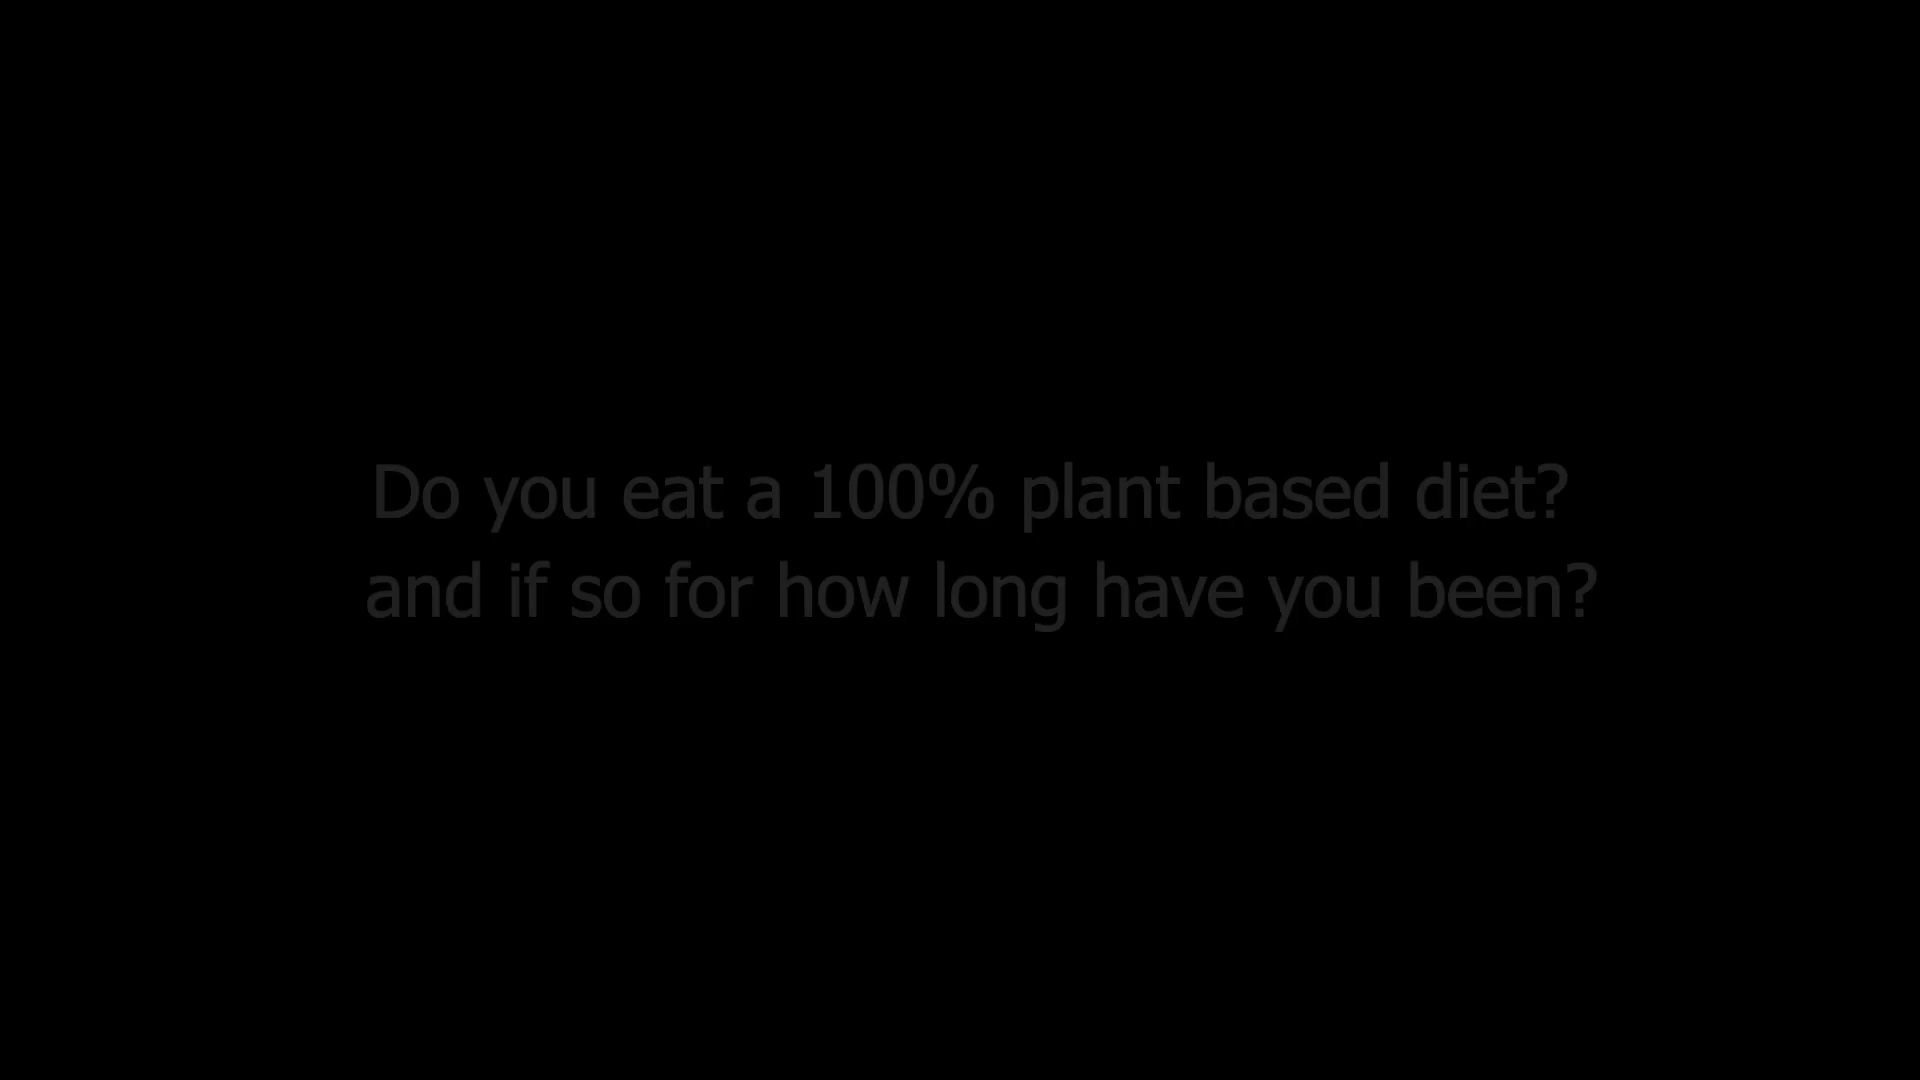 Do you eat a 100% plant based diet?
and if so for how long have you been?